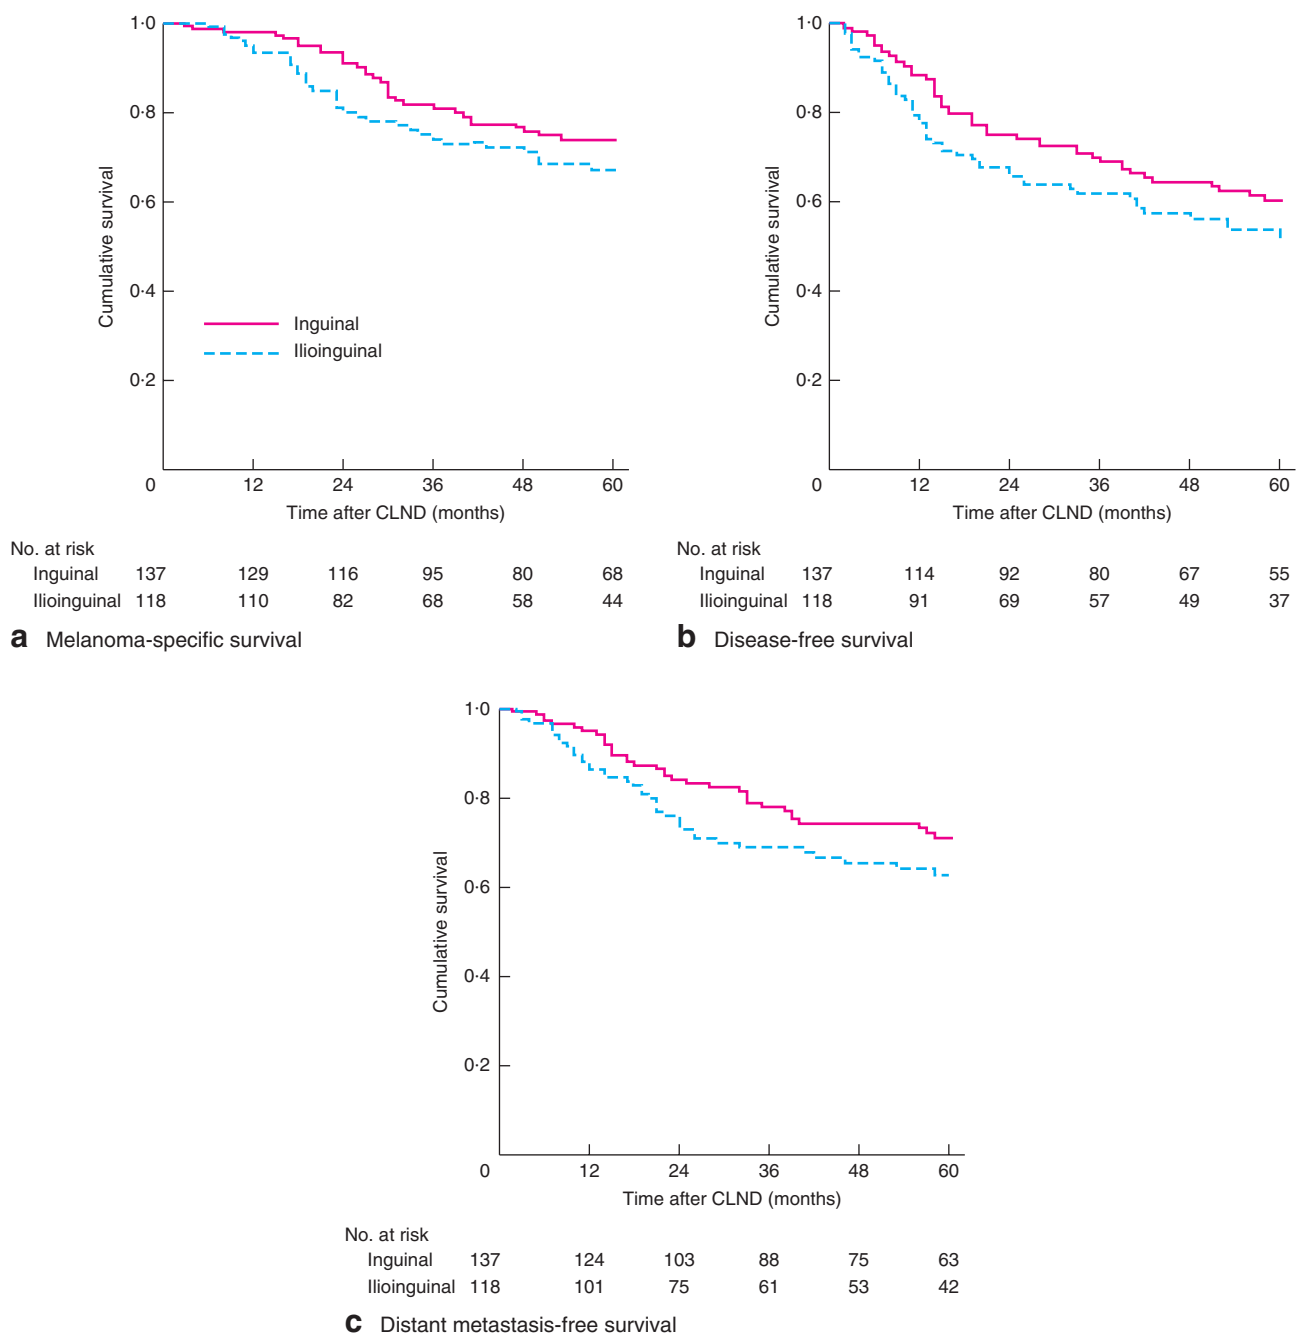 1·0
0·8
0·6
0·4
0·2
0
12
24
36
48
60
Cumulative survival
Inguinal
Ilioinguinal
Time after CLND (months)
No. at risk
Inguinal 137 129 116 95 80 68
Ilioinguinal 118 110 82 68 58 44
a Melanoma-specific survival
1·0
0·8
0·6
0·4
0·2
0
12
24
36
48
60
Cumulative survival
Time after CLND (months)
No. at risk
Inguinal 137 114 92 80 67 55
Ilioinguinal 118 91 69 57 49 37
b Disease-free survival
1·0
0·8
0·6
0·4
0·2
0
12
24
36
48
60
Cumulative survival
Time after CLND (months)
No. at risk
Inguinal 137 124 103 88 75 63
Ilioinguinal 118 101 75 61 53 42
c Distant metastasis-free survival